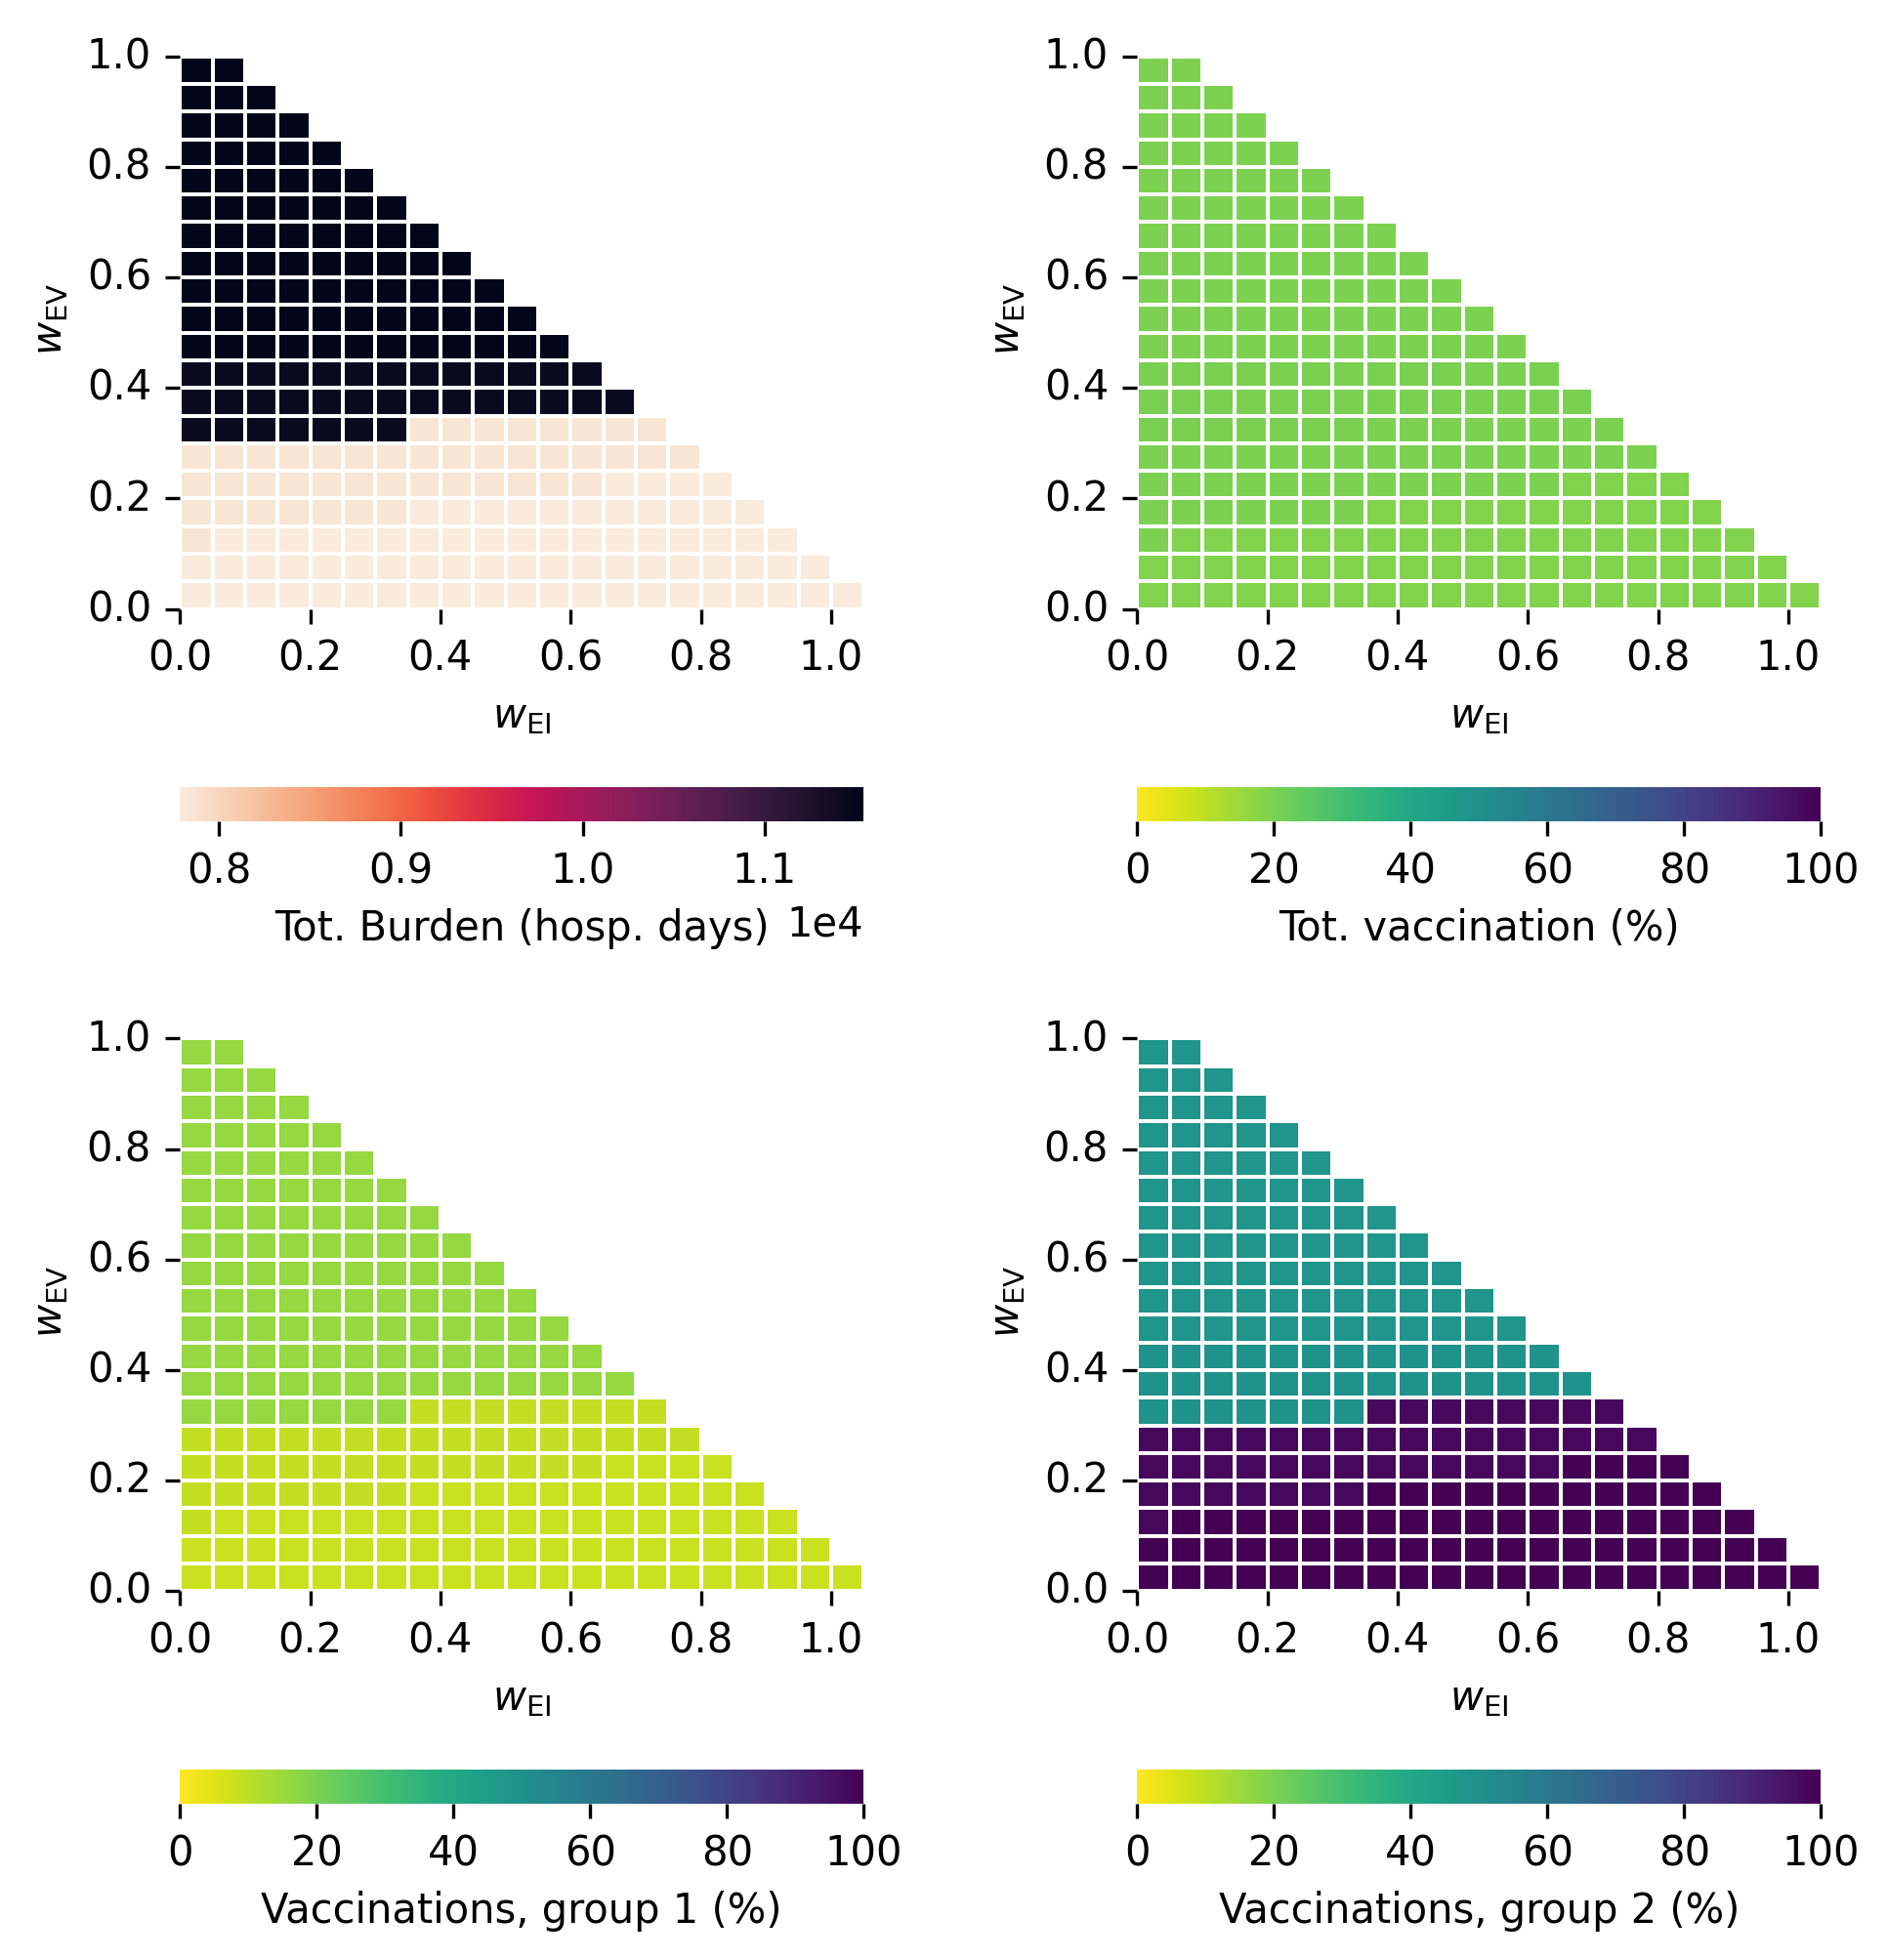 1.0
0.8
0.6
0.4
0.2
0.0
w_EV
0.0 0.2 0.4 0.6 0.8 1.0
w_EI
0.8 0.9 1.0 1.1
Tot. Burden (hosp. days) 1e4
1.0
0.8
0.6
0.4
0.2
0.0
w_EV
0.0 0.2 0.4 0.6 0.8 1.0
w_EI
0 20 40 60 80 100
Tot. vaccination (%)
1.0
0.8
0.6
0.4
0.2
0.0
w_EV
0.0 0.2 0.4 0.6 0.8 1.0
w_EI
0 20 40 60 80 100
Vaccinations, group 1 (%)
1.0
0.8
0.6
0.4
0.2
0.0
w_EV
0.0 0.2 0.4 0.6 0.8 1.0
w_EI
0 20 40 60 80 100
Vaccinations, group 2 (%)